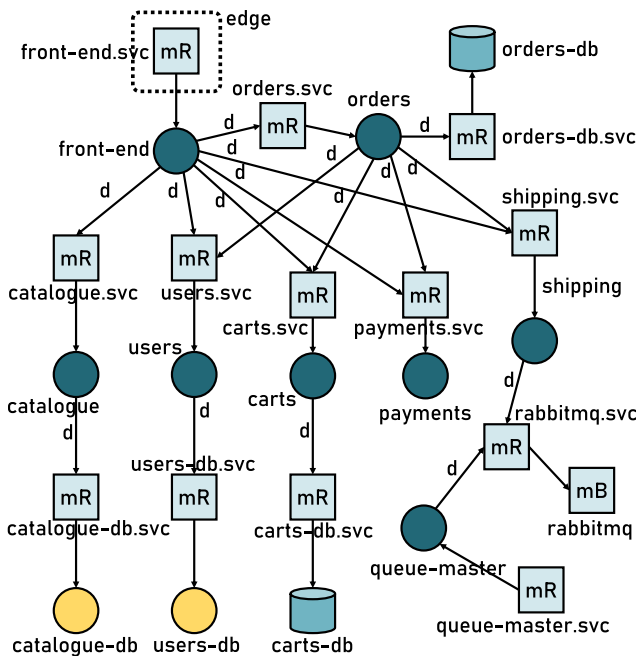 edge
front-end.svc
mR
orders-db
orders.svc
orders
mR
d
d
d
mR
orders-db.svc
front-end
d
d
d
d
d
d
d
d
shipping.svc
mR
mR
mR
catalogue.svc
users.svc
mR
mR
shipping
carts.svc
payments.svc
users
catalogue
carts
payments
d
d
d
d
rabbitmq.svc
mR
users-db.svc
d
mR
mR
mR
mB
catalogue-db.svc
carts-db.svc
rabbitmq
queue-master
mR
queue-master.svc
catalogue-db
users-db
carts-db